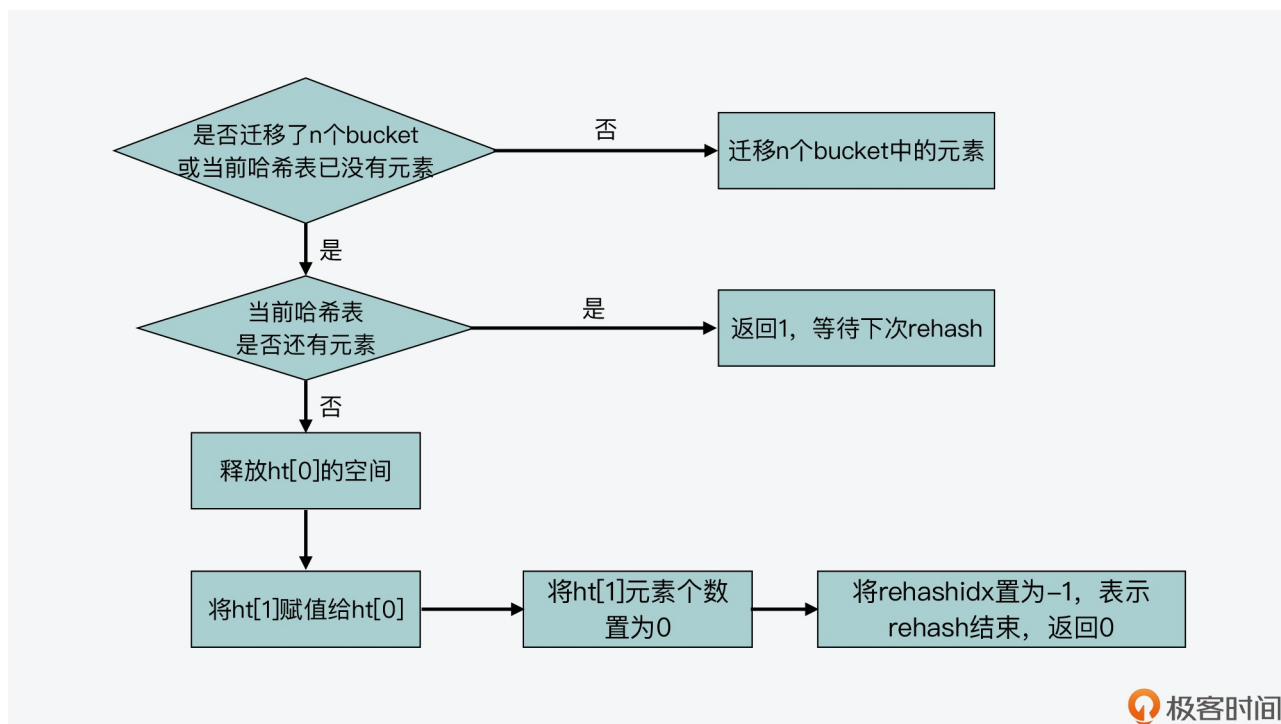 是否迁移了n个bucket
或当前哈希表已没有元素
否
迁移n个bucket中的元素
是
当前哈希表
是否还有元素
是
返回1，等待下次rehash
否
释放ht[0]的空间
将ht[1]赋值给ht[0]
将ht[1]元素个数
置为0
将rehashidx置为-1，表示
rehash结束，返回0
极客时间